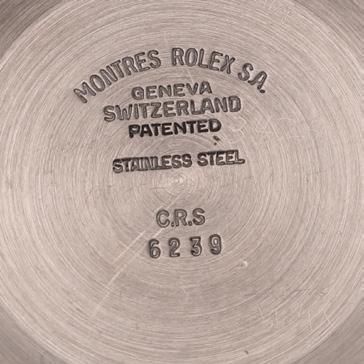 MONTRES ROLEX S.A.
GENEVA
SWITZERLAND
PATENTED
STAINLESS STEEL
C.R.S
6239